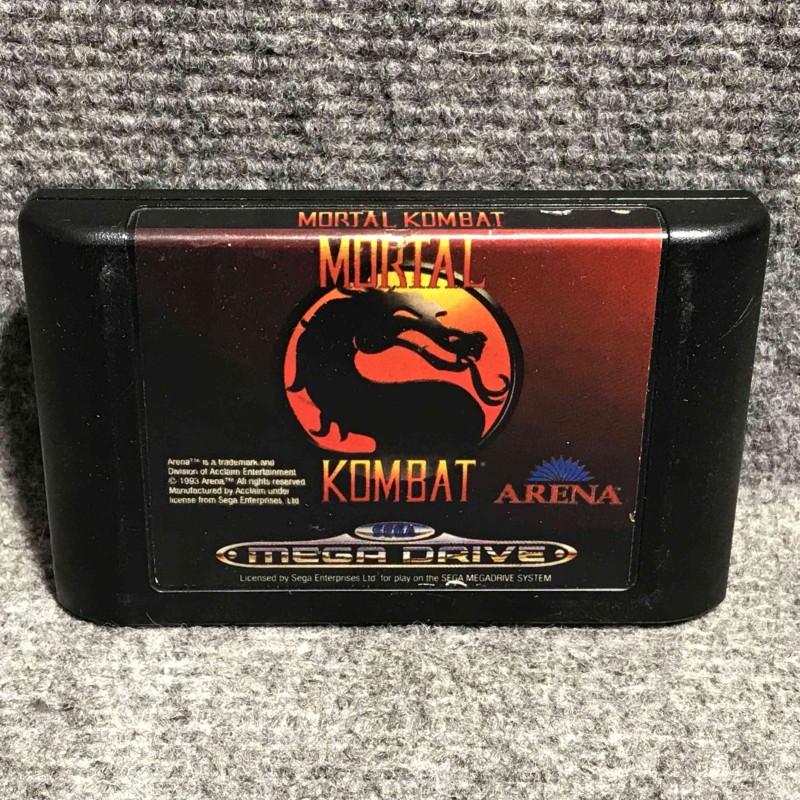 MORTAL KOMBAT
MORTAL
KOMBAT
Arena™ is a trademark and
Division of Acclaim Entertainment.
© 1993 Arena.™ All rights reserved
Manufactured by Acclaim under
license from Sega Enterprises, Ltd
ARENA
SEGA
MEGA DRIVE
Licensed by Sega Enterprises Ltd for play on the SEGA MEGADRIVE SYSTEM